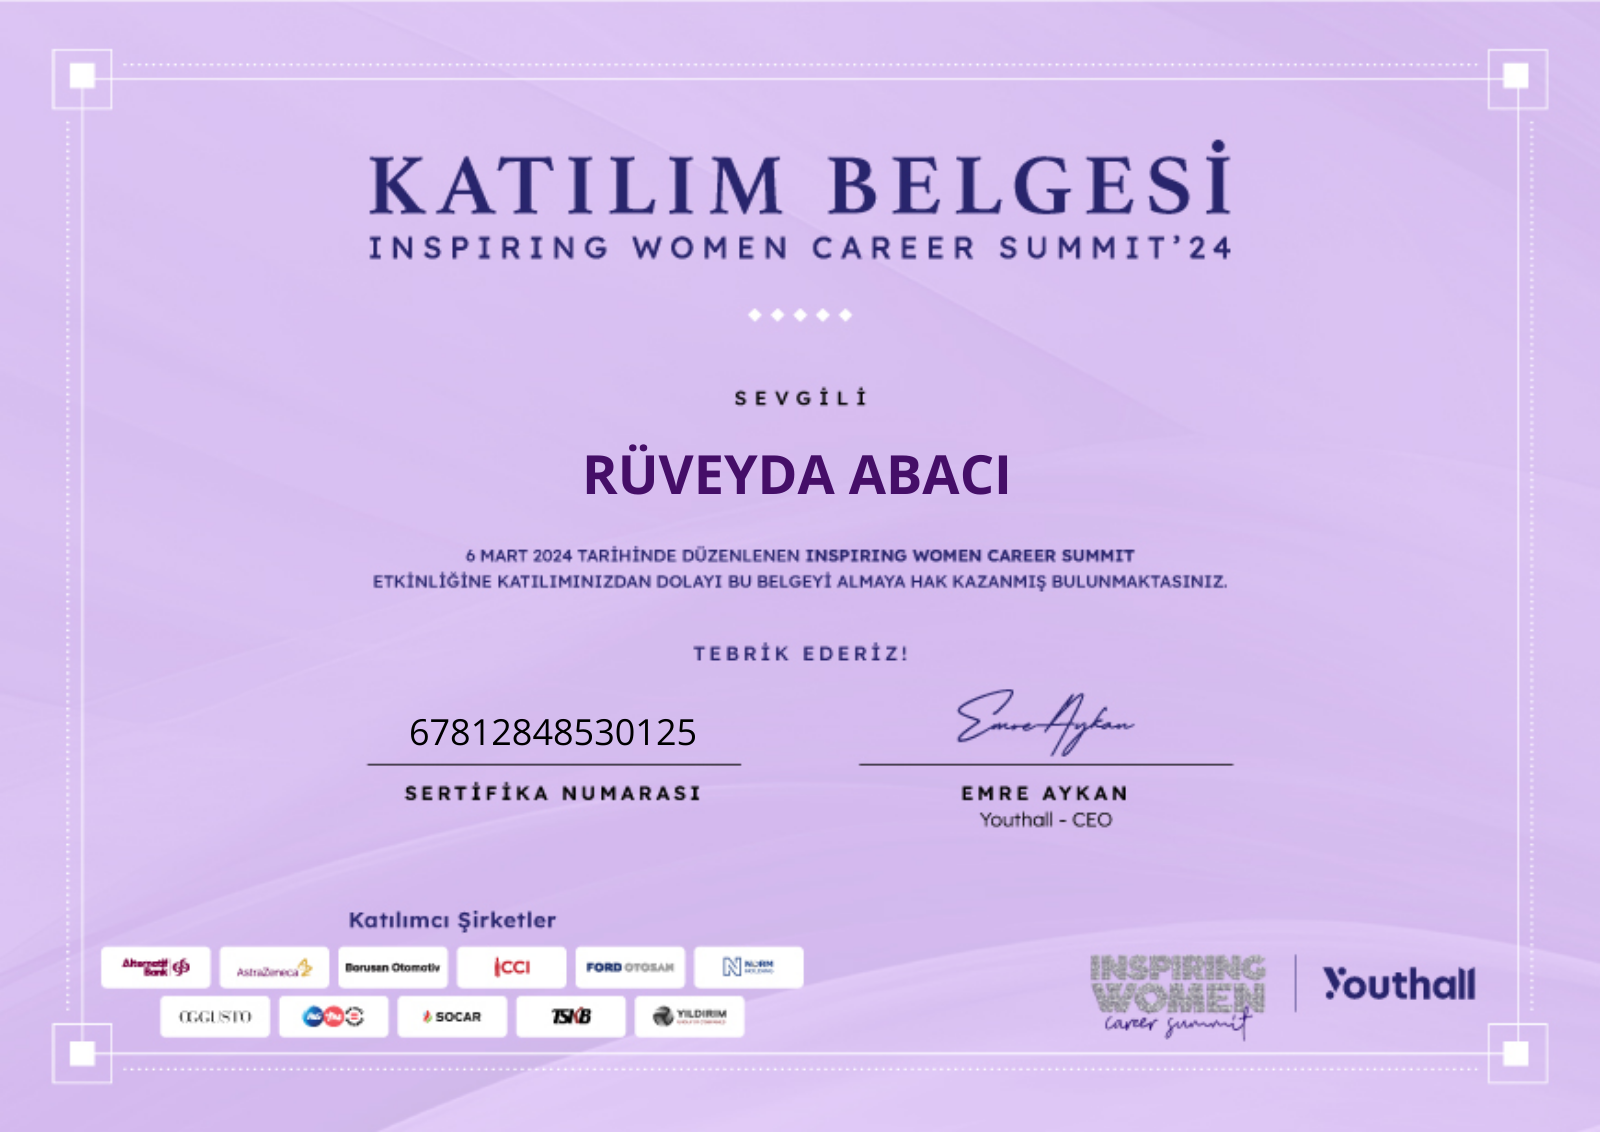 KATILIM BELGESİ
INSPIRING WOMEN CAREER SUMMIT’24
SEVGİLİ
RÜVEYDA ABACI
6 MART 2024 TARİHİNDE DÜZENLENEN INSPIRING WOMEN CAREER SUMMIT
ETKİNLİĞİNE KATILIMINIZDAN DOLAYI BU BELGEYİ ALMAYA HAK KAZANMIŞ BULUNMAKTASINIZ.
TEBRİK EDERİZ!
67812848530125
Emre Aykan
SERTİFİKA NUMARASI
EMRE AYKAN
Youthall - CEO
Katılımcı Şirketler
Alternatif Bank
AstraZeneca
Borusan Otomotiv
CCI
FORD OTOSAN
NORM HOLDING
OGGUSTO
SOCAR
TSKB
YILDIRIM
INSPIRING
WOMEN
career summit
Youthall